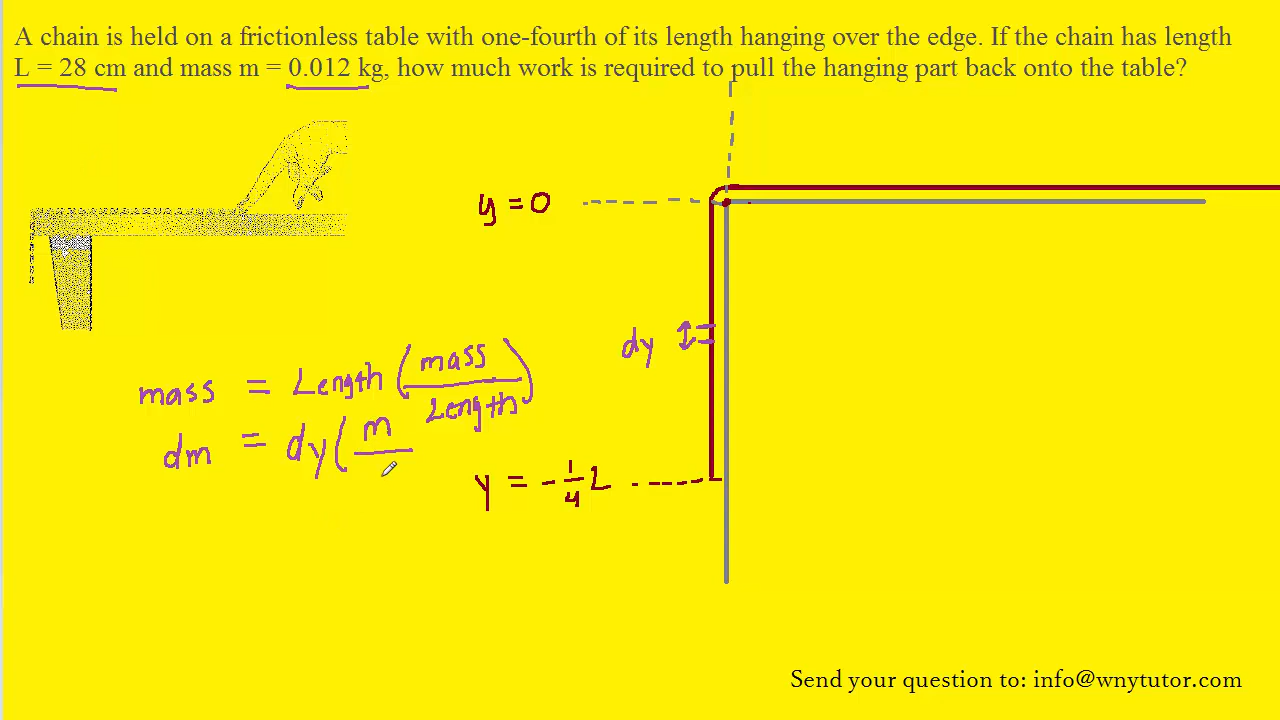 A chain is held on a frictionless table with one-fourth of its length hanging over the edge. If the chain has length
L = 28 cm and mass m = 0.012 kg, how much work is required to pull the hanging part back onto the table?
y = 0
dy
mass = Length (mass/Length)
dm = dy (m/
y = -1/4 L
Send your question to: info@wnytutor.com